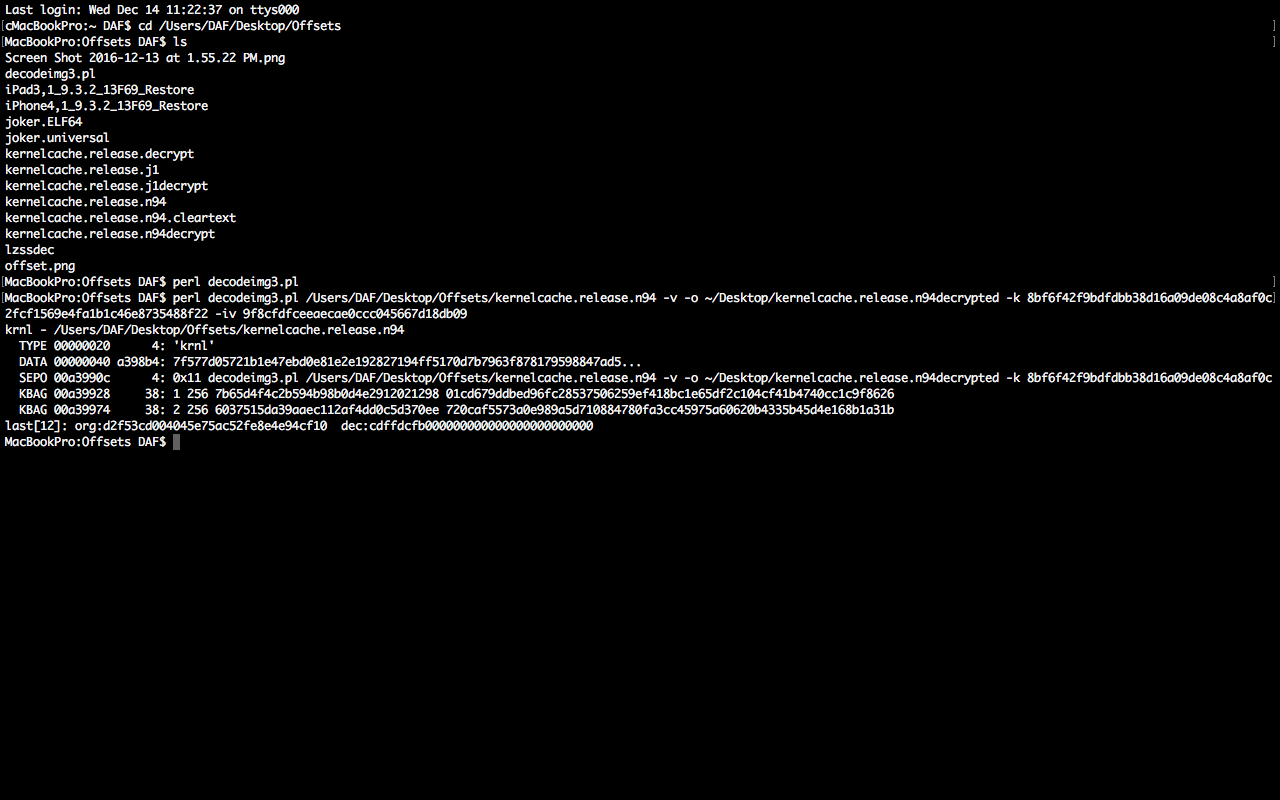 Last login: Wed Dec 14 11:22:37 on ttys000
[cMacBookPro:~ DAF$ cd /Users/DAF/Desktop/Offsets ]
[MacBookPro:Offsets DAF$ ls ]
Screen Shot 2016-12-13 at 1.55.22 PM.png
decodeimg3.pl
iPad3,1_9.3.2_13F69_Restore
iPhone4,1_9.3.2_13F69_Restore
joker.ELF64
joker.universal
kernelcache.release.decrypt
kernelcache.release.j1
kernelcache.release.j1decrypt
kernelcache.release.n94
kernelcache.release.n94.cleartext
kernelcache.release.n94decrypt
lzssdec
offset.png
[MacBookPro:Offsets DAF$ perl decodeimg3.pl ]
[MacBookPro:Offsets DAF$ perl decodeimg3.pl /Users/DAF/Desktop/Offsets/kernelcache.release.n94 -v -o ~/Desktop/kernelcache.release.n94decrypted -k 8bf6f42f9bdfdbb38d16a09de08c4a8af0c]
2fcf1569e4fa1b1c46e8735488f22 -iv 9f8cfdfceeaecae0ccc045667d18db09
krnl - /Users/DAF/Desktop/Offsets/kernelcache.release.n94
  TYPE 00000020      4: 'krnl'
  DATA 00000040 a398b4: 7f577d05721b1e47ebd0e81e2e192827194ff5170d7b7963f878179598847ad5...
  SEPO 00a3990c      4: 0x11 decodeimg3.pl /Users/DAF/Desktop/Offsets/kernelcache.release.n94 -v -o ~/Desktop/kernelcache.release.n94decrypted -k 8bf6f42f9bdfdbb38d16a09de08c4a8af0c
  KBAG 00a39928     38: 1 256 7b65d4f4c2b594b98b0d4e2912021298 01cd679ddbed96fc28537506259ef418bc1e65df2c104cf41b4740cc1c9f8626
  KBAG 00a39974     38: 2 256 6037515da39aaec112af4dd0c5d370ee 720caf5573a0e989a5d710884780fa3cc45975a60620b4335b45d4e168b1a31b
last[12]: org:d2f53cd004045e75ac52fe8e4e94cf10  dec:cdffdcfb000000000000000000000000
MacBookPro:Offsets DAF$